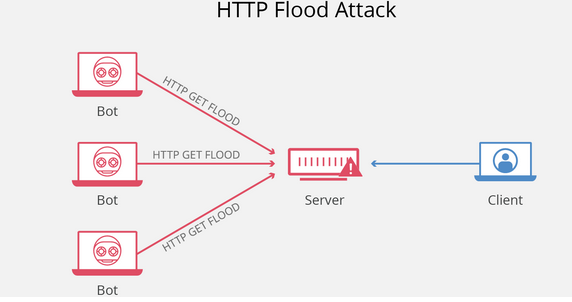 HTTP Flood Attack
HTTP GET FLOOD
Bot
HTTP GET FLOOD
Bot
Server
Client
HTTP GET FLOOD
Bot